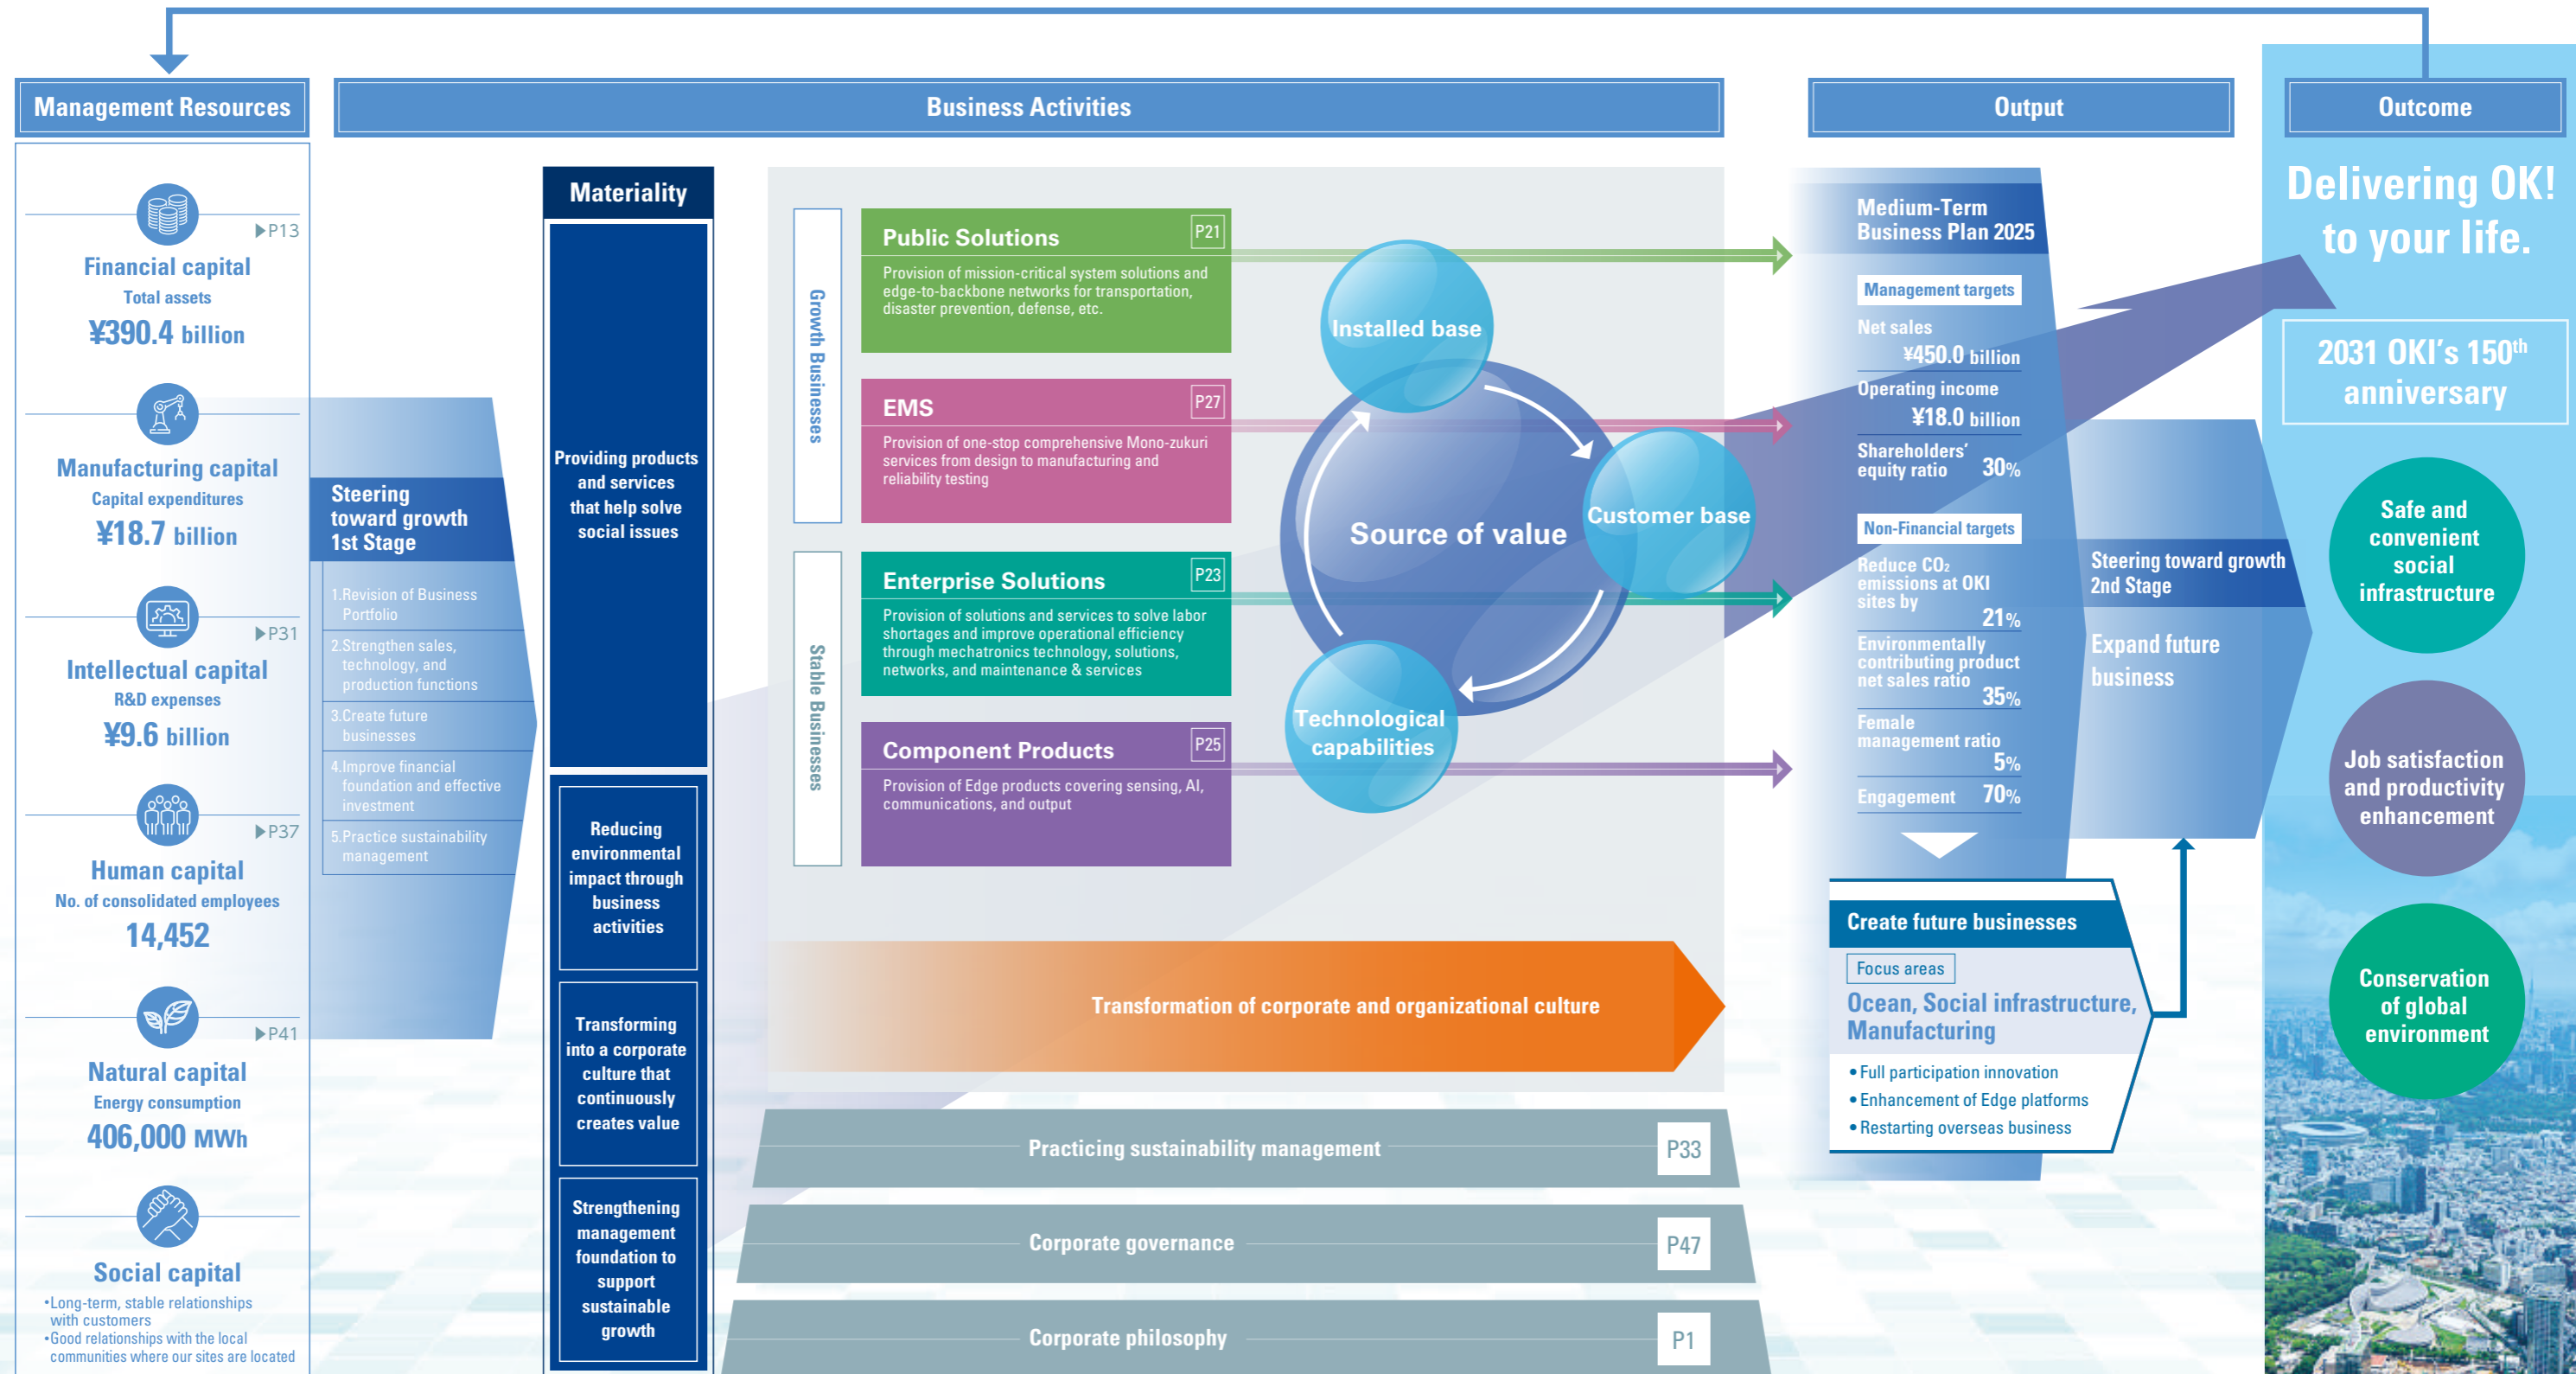 Management Resources
Business Activities
Output
Outcome
▶P13
Financial capital
Total assets
¥390.4 billion
Manufacturing capital
Capital expenditures
¥18.7 billion
▶P31
Intellectual capital
R&D expenses
¥9.6 billion
▶P37
Human capital
No. of consolidated employees
14,452
▶P41
Natural capital
Energy consumption
406,000 MWh
Social capital
•Long-term, stable relationships
with customers
•Good relationships with the local
communities where our sites are located
Steering
toward growth
1st Stage
1.Revision of Business
Portfolio
2.Strengthen sales,
technology, and
production functions
3.Create future
businesses
4.Improve financial
foundation and effective
investment
5.Practice sustainability
management
Materiality
Providing products
and services
that help solve
social issues
Reducing
environmental
impact through
business
activities
Transforming
into a corporate
culture that
continuously
creates value
Strengthening
management
foundation to
support
sustainable
growth
Growth Businesses
Public Solutions
P21
Provision of mission-critical system solutions and
edge-to-backbone networks for transportation,
disaster prevention, defense, etc.
EMS
P27
Provision of one-stop comprehensive Mono-zukuri
services from design to manufacturing and
reliability testing
Stable Businesses
Enterprise Solutions
P23
Provision of solutions and services to solve labor
shortages and improve operational efficiency
through mechatronics technology, solutions,
networks, and maintenance & services
Component Products
P25
Provision of Edge products covering sensing, AI,
communications, and output
Installed base
Source of value
Customer base
Technological
capabilities
Transformation of corporate and organizational culture
Practicing sustainability management
P33
Corporate governance
P47
Corporate philosophy
P1
Medium-Term
Business Plan 2025
Management targets
Net sales
¥450.0 billion
Operating income
¥18.0 billion
Shareholders'
equity ratio 30%
Non-Financial targets
Reduce CO₂
emissions at OKI
sites by
21%
Environmentally
contributing product
net sales ratio
35%
Female
management ratio
5%
Engagement 70%
Create future businesses
Focus areas
Ocean, Social infrastructure,
Manufacturing
•Full participation innovation
•Enhancement of Edge platforms
•Restarting overseas business
Steering toward growth
2nd Stage
Expand future
business
Delivering OK!
to your life.
2031 OKI's 150th
anniversary
Safe and
convenient
social
infrastructure
Job satisfaction
and productivity
enhancement
Conservation
of global
environment